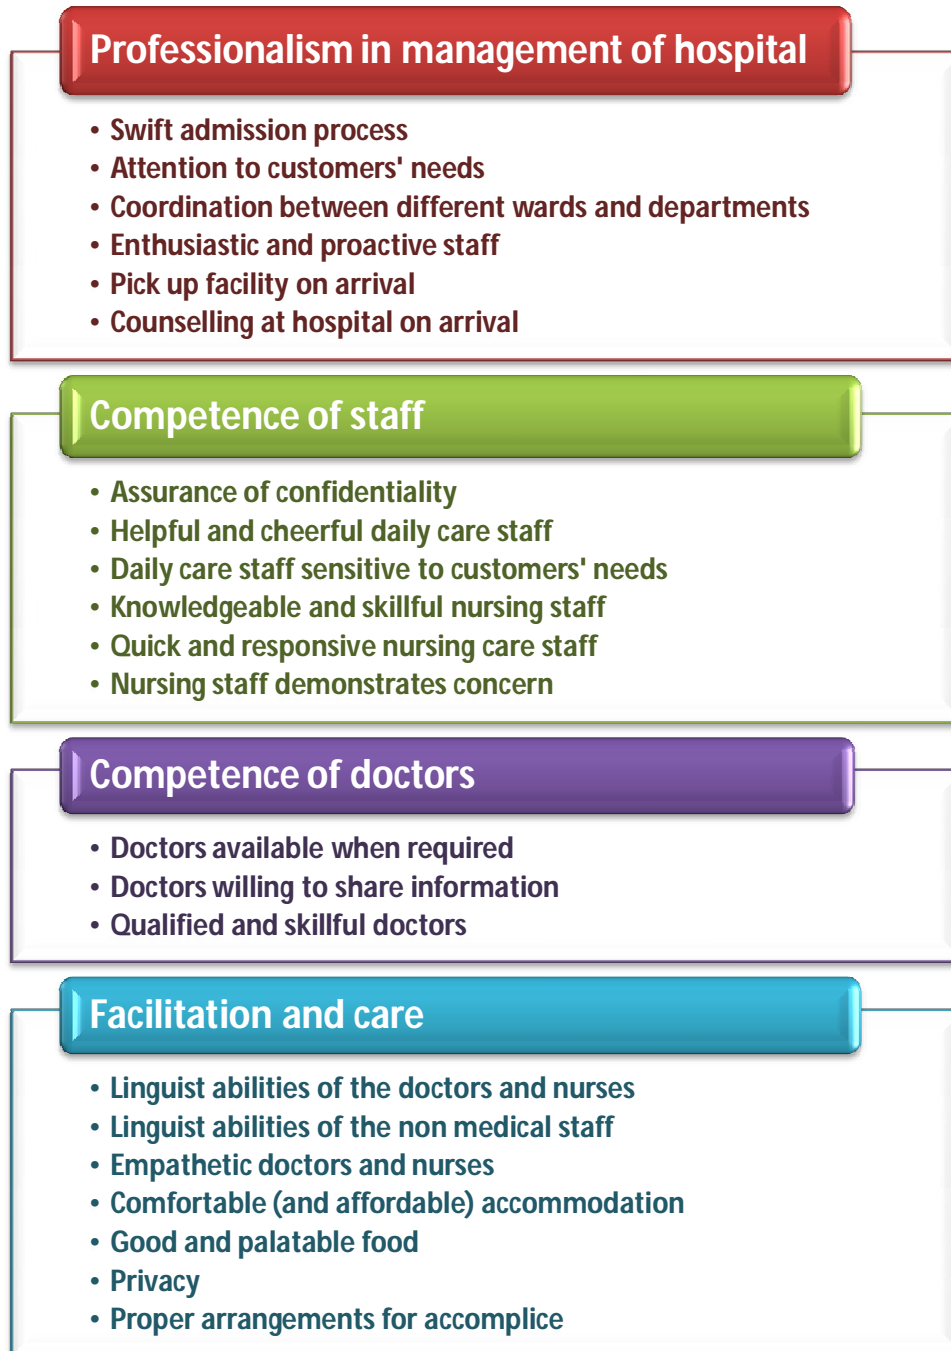 Professionalism in management of hospital
• Swift admission process
• Attention to customers' needs
• Coordination between different wards and departments
• Enthusiastic and proactive staff
• Pick up facility on arrival
• Counselling at hospital on arrival
Competence of staff
• Assurance of confidentiality
• Helpful and cheerful daily care staff
• Daily care staff sensitive to customers' needs
• Knowledgeable and skillful nursing staff
• Quick and responsive nursing care staff
• Nursing staff demonstrates concern
Competence of doctors
• Doctors available when required
• Doctors willing to share information
• Qualified and skillful doctors
Facilitation and care
• Linguist abilities of the doctors and nurses
• Linguist abilities of the non medical staff
• Empathetic doctors and nurses
• Comfortable (and affordable) accommodation
• Good and palatable food
• Privacy
• Proper arrangements for accomplice